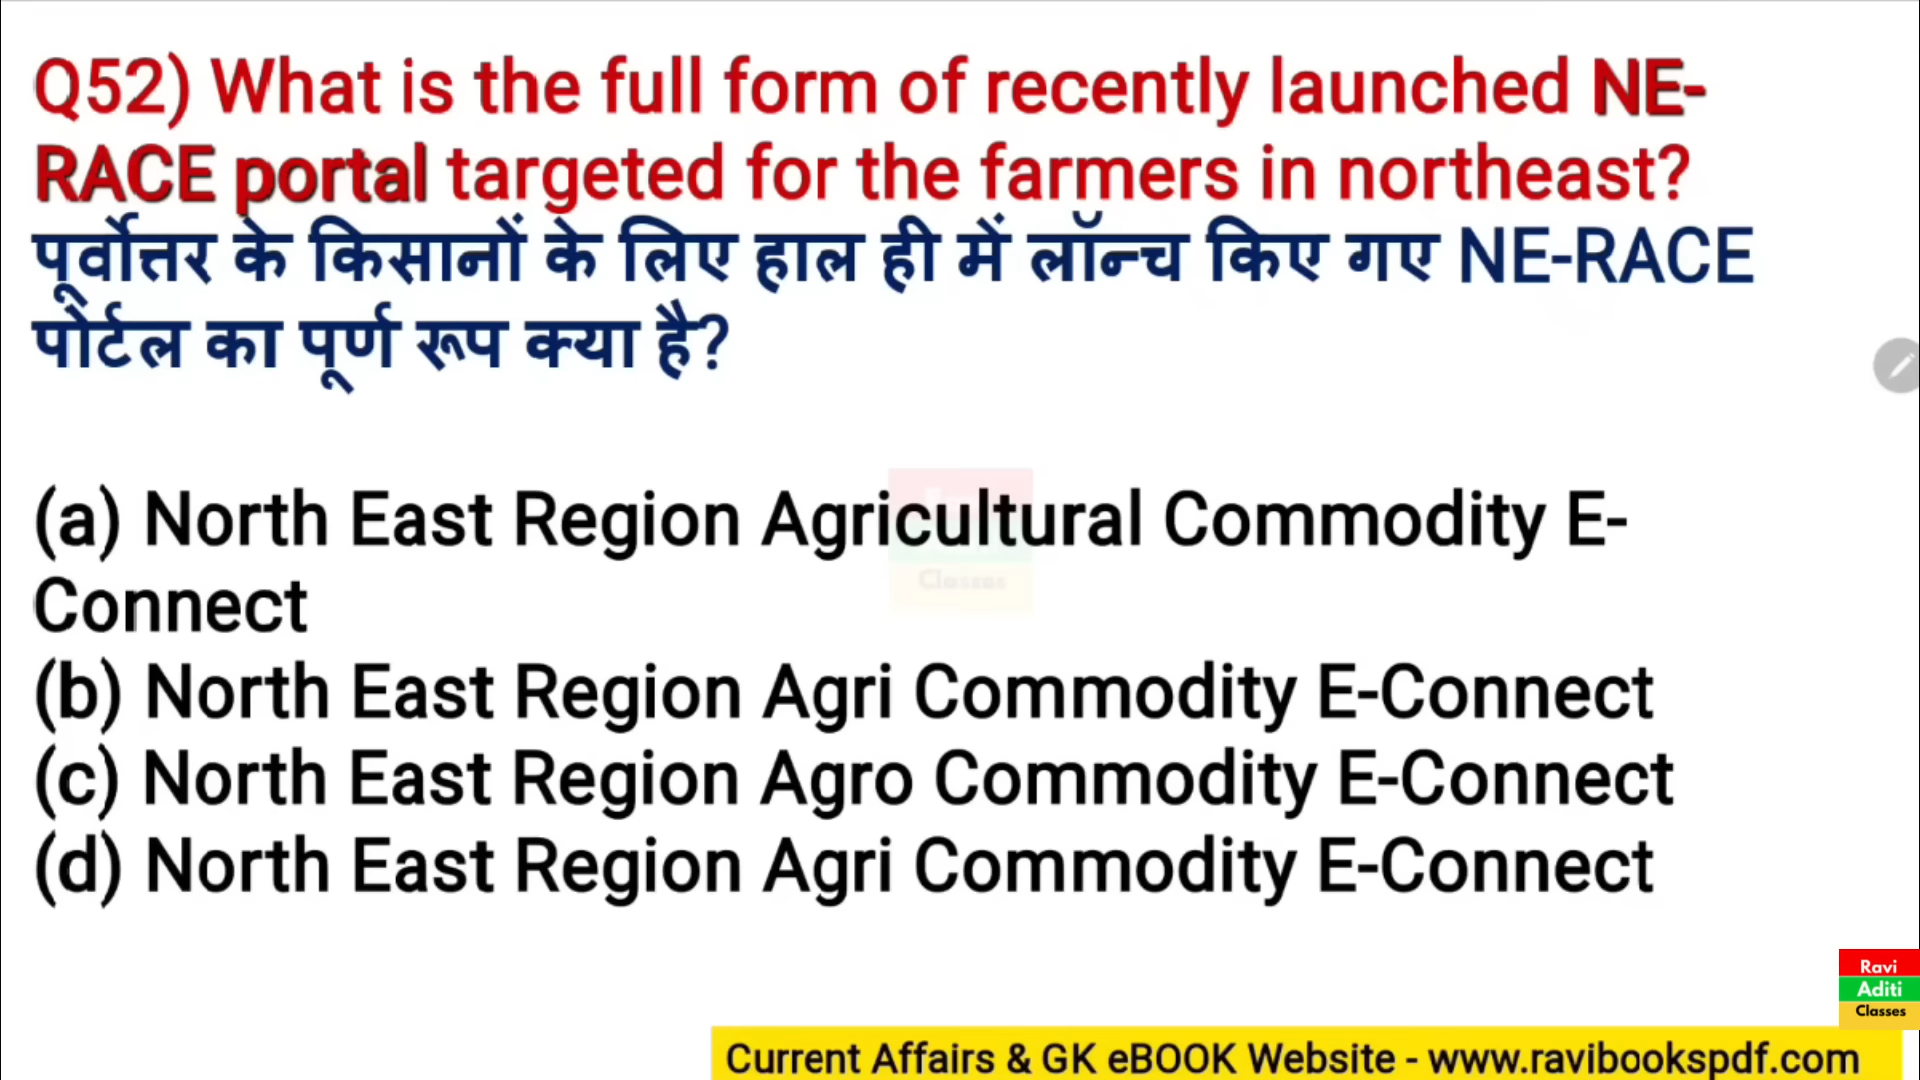 Q52) What is the full form of recently launched NE-
RACE portal targeted for the farmers in northeast?
पूर्वोत्तर के किसानों के लिए हाल ही में लॉन्च किए गए NE-RACE
पोर्टल का पूर्ण रूप क्या है?
(a) North East Region Agricultural Commodity E-
Connect
Classes
(b) North East Region Agri Commodity E-Connect
(c) North East Region Agro Commodity E-Connect
(d) North East Region Agri Commodity E-Connect
Ravi
Aditi
Classes
Current Affairs & GK eBOOK Website - www.ravibookspdf.com